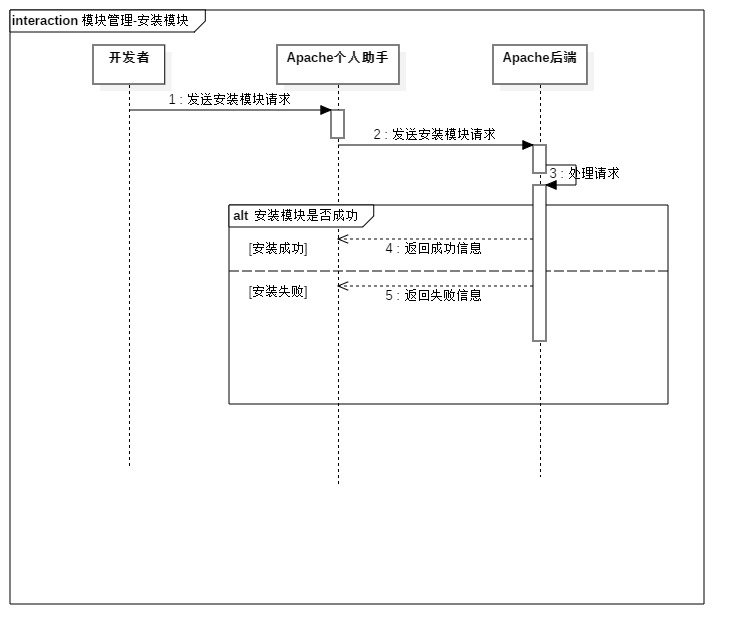 interaction 模块管理-安装模块
开发者
Apache个人助手
Apache后端
1 : 发送安装模块请求
2 : 发送安装模块请求
3 : 处理请求
alt 安装模块是否成功
[安装成功]
4 : 返回成功信息
[安装失败]
5 : 返回失败信息